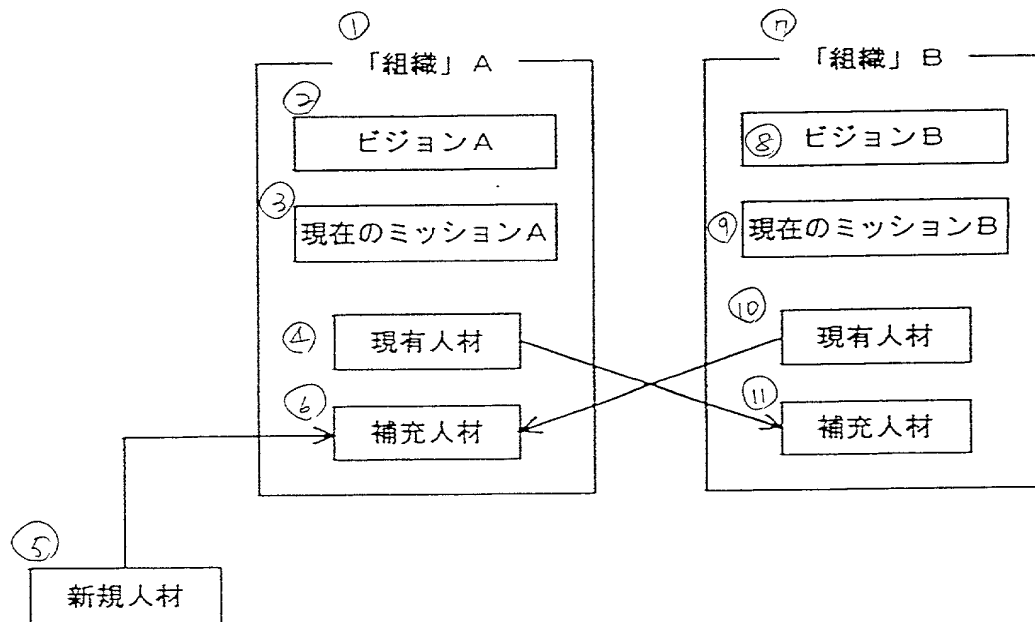 ①
「組織」A
②
ビジョンA
③
現在のミッションA
④
現有人材
⑥
補充人材
⑤
新規人材
⑦
「組織」B
⑧
ビジョンB
⑨
現在のミッションB
⑩
現有人材
⑪
補充人材